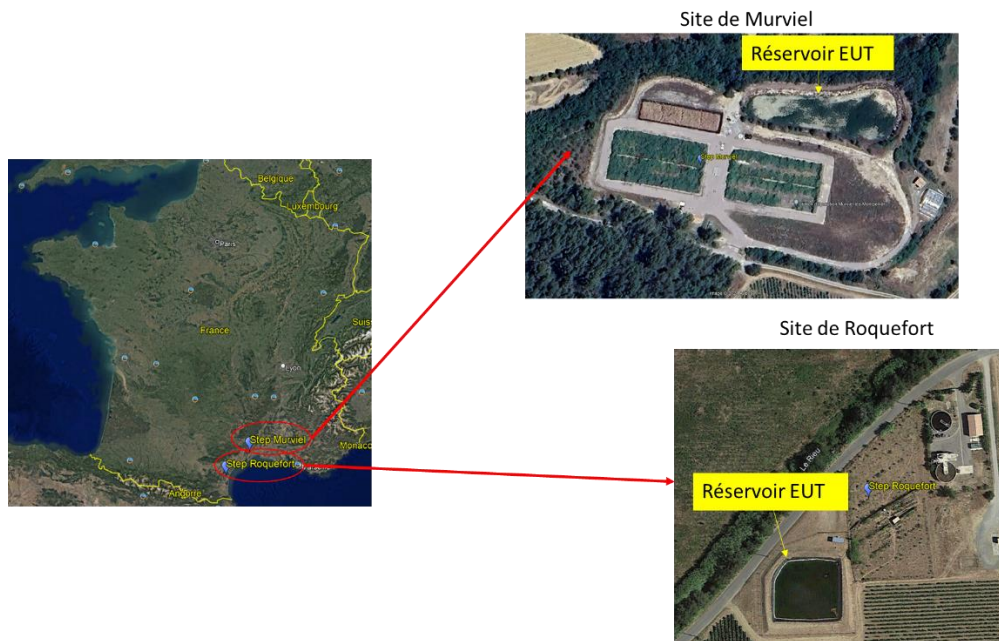 Site de Murviel
Réservoir EUT
Step Murviel
Belgique
Luxembourg
Paris
France
Lyon
Step Murviel
Monaco
Step Roquefort
Andorre
Site de Roquefort
Le Rieu
Step Roquefort
Réservoir EUT